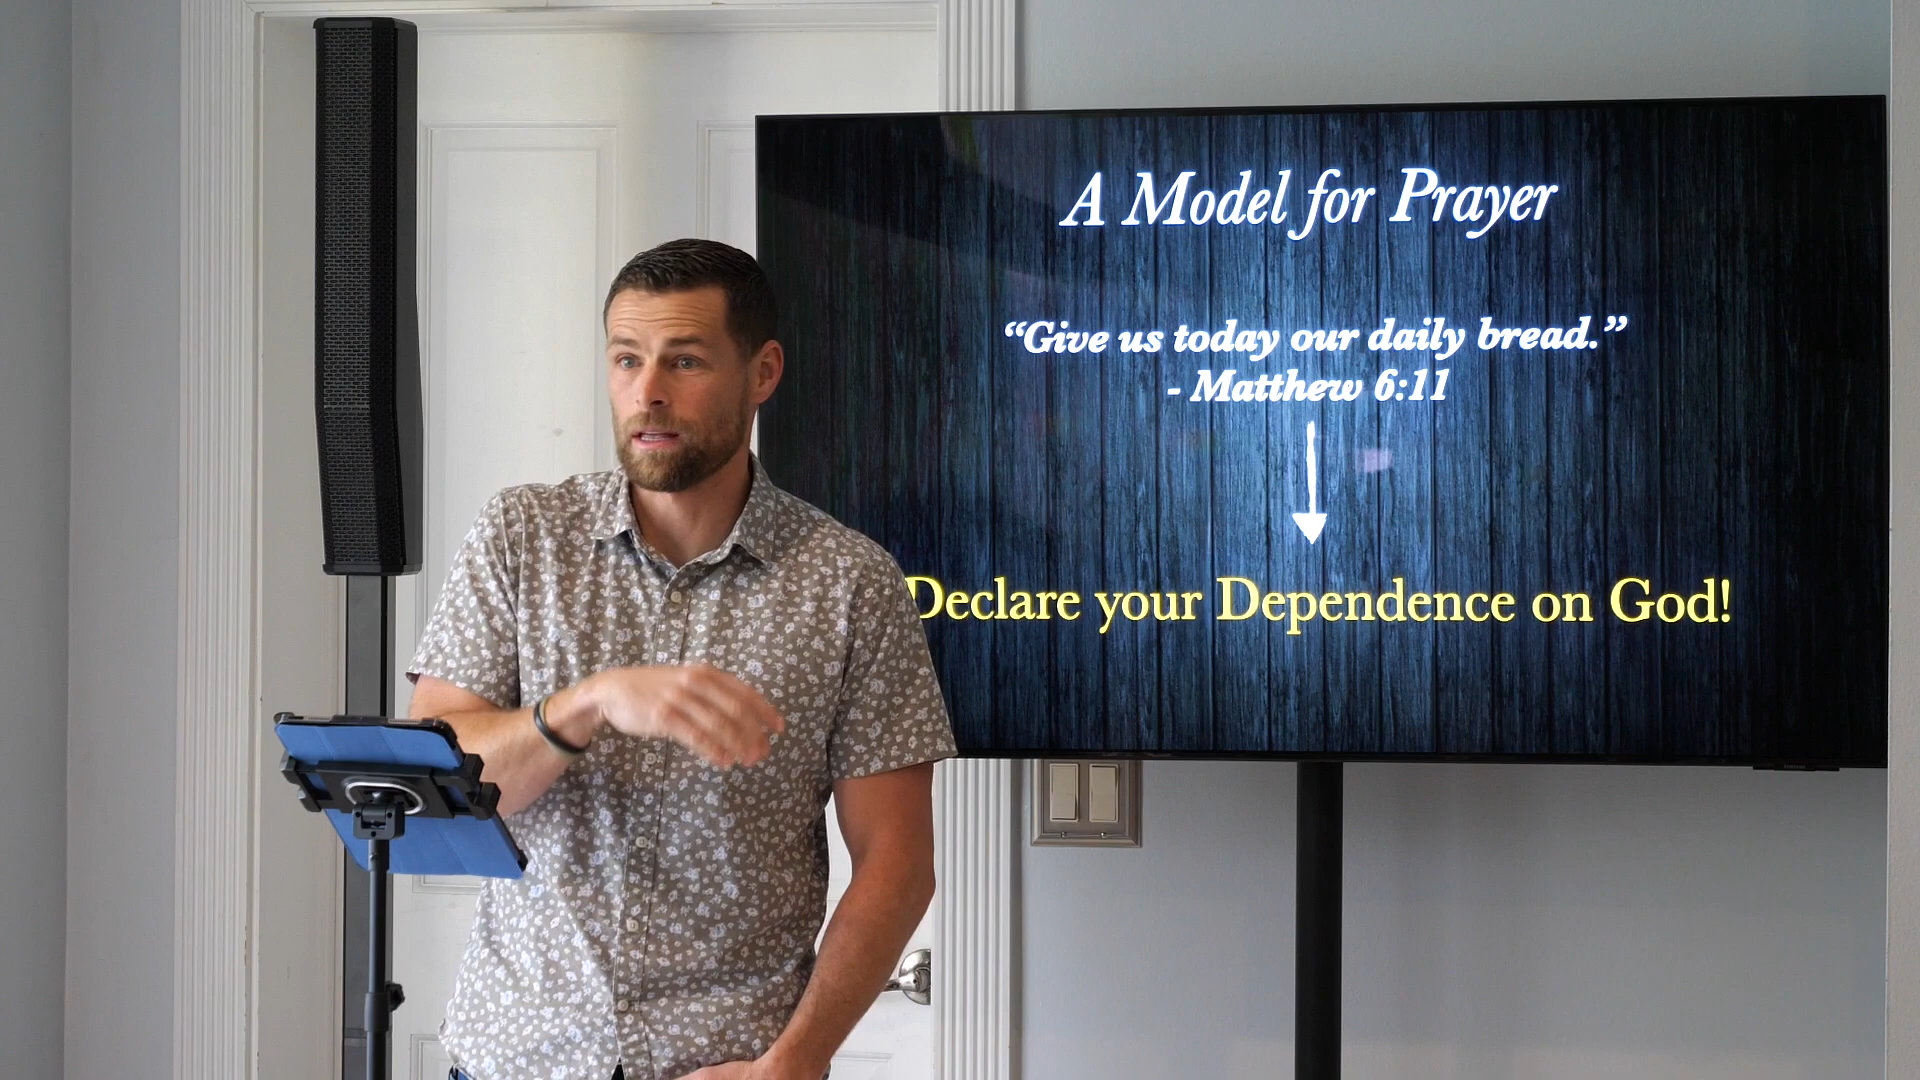 A Model for Prayer
“Give us today our daily bread.”
- Matthew 6:11
Declare your Dependence on God!